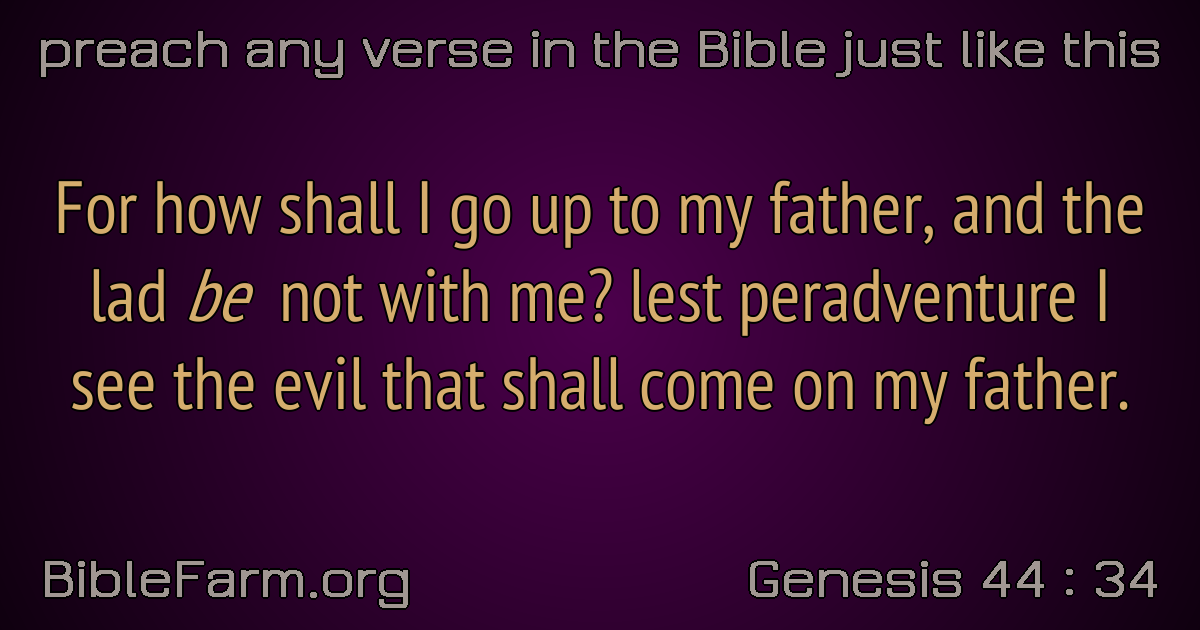 preach any verse in the Bible just like this
For how shall I go up to my father, and the
lad be not with me? lest peradventure I
see the evil that shall come on my father.
BibleFarm.org
Genesis 44 : 34